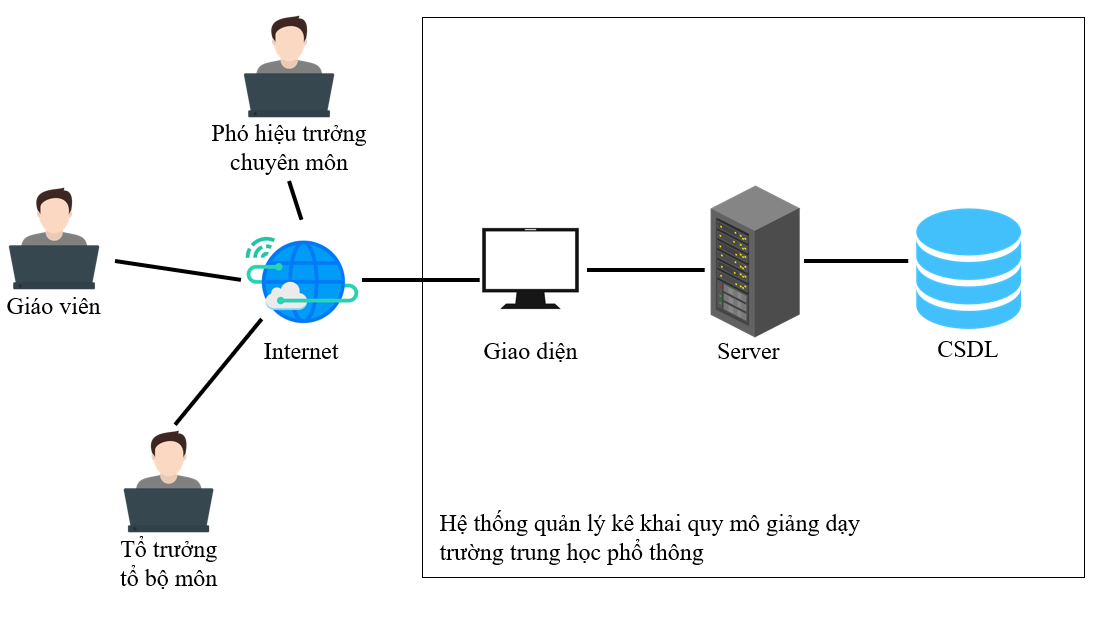 Phó hiệu trưởng
chuyên môn
Giáo viên
Internet
Giao diện
Server
CSDL
Hệ thống quản lý kê khai quy mô giảng dạy
trường trung học phổ thông
Tổ trưởng
tổ bộ môn